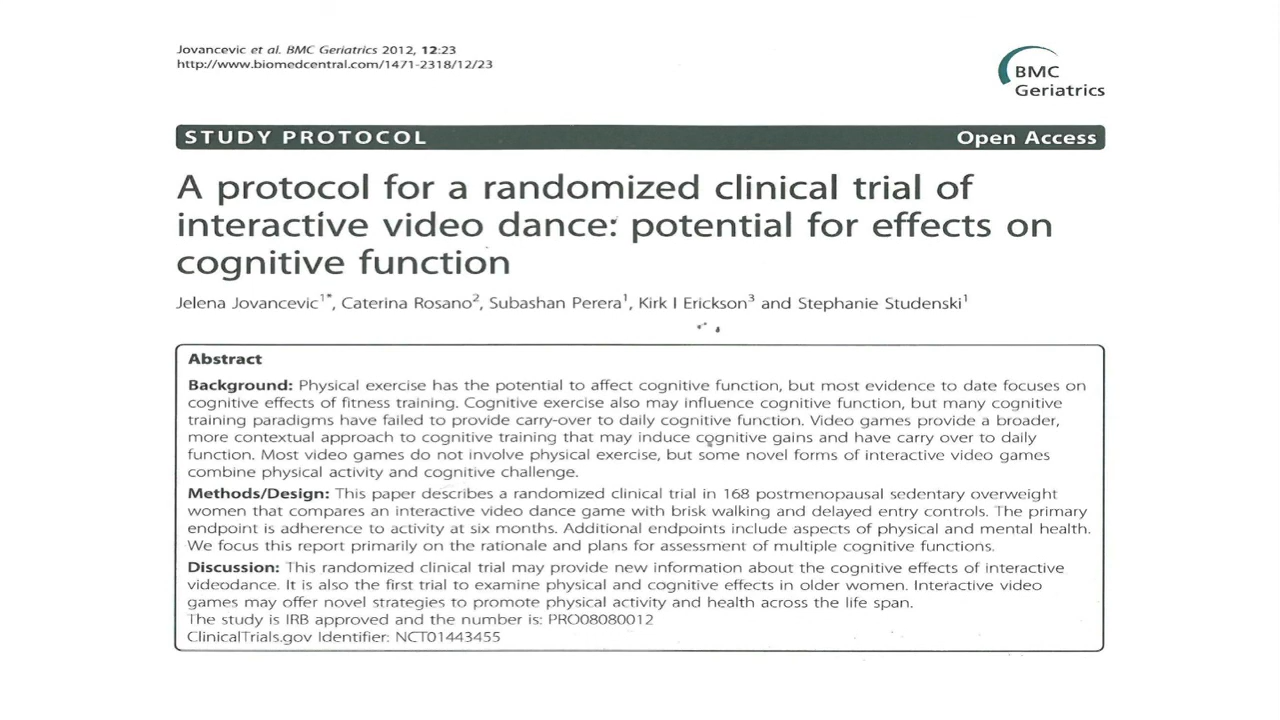 Jovancevic et al. BMC Geriatrics 2012, 12:23
http://www.biomedcentral.com/1471-2318/12/23
BMC
Geriatrics
STUDY PROTOCOL Open Access
A protocol for a randomized clinical trial of
interactive video dance: potential for effects on
cognitive function
Jelena Jovancevic1*, Caterina Rosano2, Subashan Perera1, Kirk I Erickson3 and Stephanie Studenski1
Abstract
Background: Physical exercise has the potential to affect cognitive function, but most evidence to date focuses on
cognitive effects of fitness training. Cognitive exercise also may influence cognitive function, but many cognitive
training paradigms have failed to provide carry-over to daily cognitive function. Video games provide a broader,
more contextual approach to cognitive training that may induce cognitive gains and have carry over to daily
function. Most video games do not involve physical exercise, but some novel forms of interactive video games
combine physical activity and cognitive challenge.
Methods/Design: This paper describes a randomized clinical trial in 168 postmenopausal sedentary overweight
women that compares an interactive video dance game with brisk walking and delayed entry controls. The primary
endpoint is adherence to activity at six months. Additional endpoints include aspects of physical and mental health.
We focus this report primarily on the rationale and plans for assessment of multiple cognitive functions.
Discussion: This randomized clinical trial may provide new information about the cognitive effects of interactive
videodance. It is also the first trial to examine physical and cognitive effects in older women. Interactive video
games may offer novel strategies to promote physical activity and health across the life span.
The study is IRB approved and the number is: PRO08080012
ClinicalTrials.gov Identifier: NCT01443455